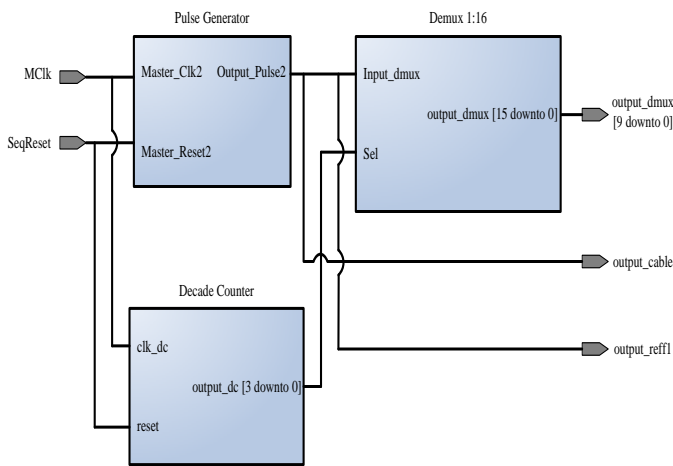 Pulse Generator
Demux 1:16
MClk
Master_Clk2
Output_Pulse2
Input_dmux
output_dmux [15 downto 0]
output_dmux
[9 downto 0]
SeqReset
Master_Reset2
Sel
output_cable
Decade Counter
clk_dc
output_reff1
output_dc [3 downto 0]
reset